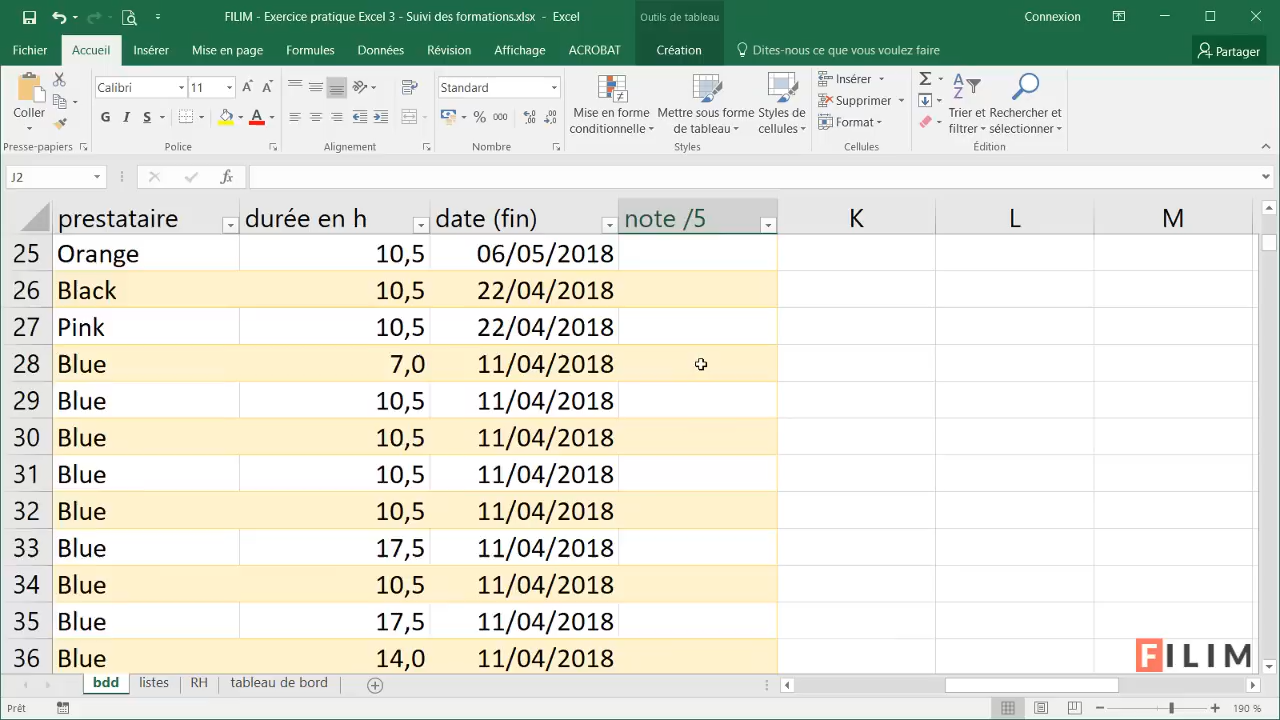 FILIM - Exercice pratique Excel 3 - Suivi des formations.xlsx - Excel
Outils de tableau
Connexion
Fichier Accueil Insérer Mise en page Formules Données Révision Affichage ACROBAT Création Dites-nous ce que vous voulez faire Partager
Coller
Calibri 11
Standard
G I S
% 000
Mise en forme conditionnelle
Mettre sous forme de tableau
Styles de cellules
Insérer
Supprimer
Format
Trier et filtrer
Rechercher et sélectionner
Presse-papiers Police Alignement Nombre Styles Cellules Édition
J2 fx
prestataire durée en h date (fin) note /5 K L M
25 Orange 10,5 06/05/2018
26 Black 10,5 22/04/2018
27 Pink 10,5 22/04/2018
28 Blue 7,0 11/04/2018
29 Blue 10,5 11/04/2018
30 Blue 10,5 11/04/2018
31 Blue 10,5 11/04/2018
32 Blue 10,5 11/04/2018
33 Blue 17,5 11/04/2018
34 Blue 10,5 11/04/2018
35 Blue 17,5 11/04/2018
36 Blue 14,0 11/04/2018
FILIM
bdd listes RH tableau de bord
Prêt 190 %